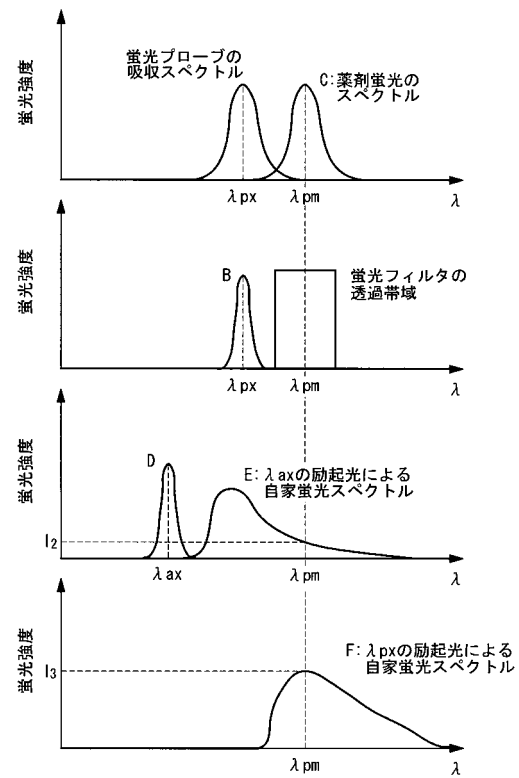 蛍光強度
蛍光プローブの
吸収スペクトル
C:薬剤蛍光の
スペクトル
λpx
λpm
λ
蛍光強度
B
蛍光フィルタの
透過帯域
λpx
λpm
λ
蛍光強度
D
E:λaxの励起光による
自家蛍光スペクトル
I2
λax
λpm
λ
蛍光強度
F:λpxの励起光による
自家蛍光スペクトル
I3
λpm
λ